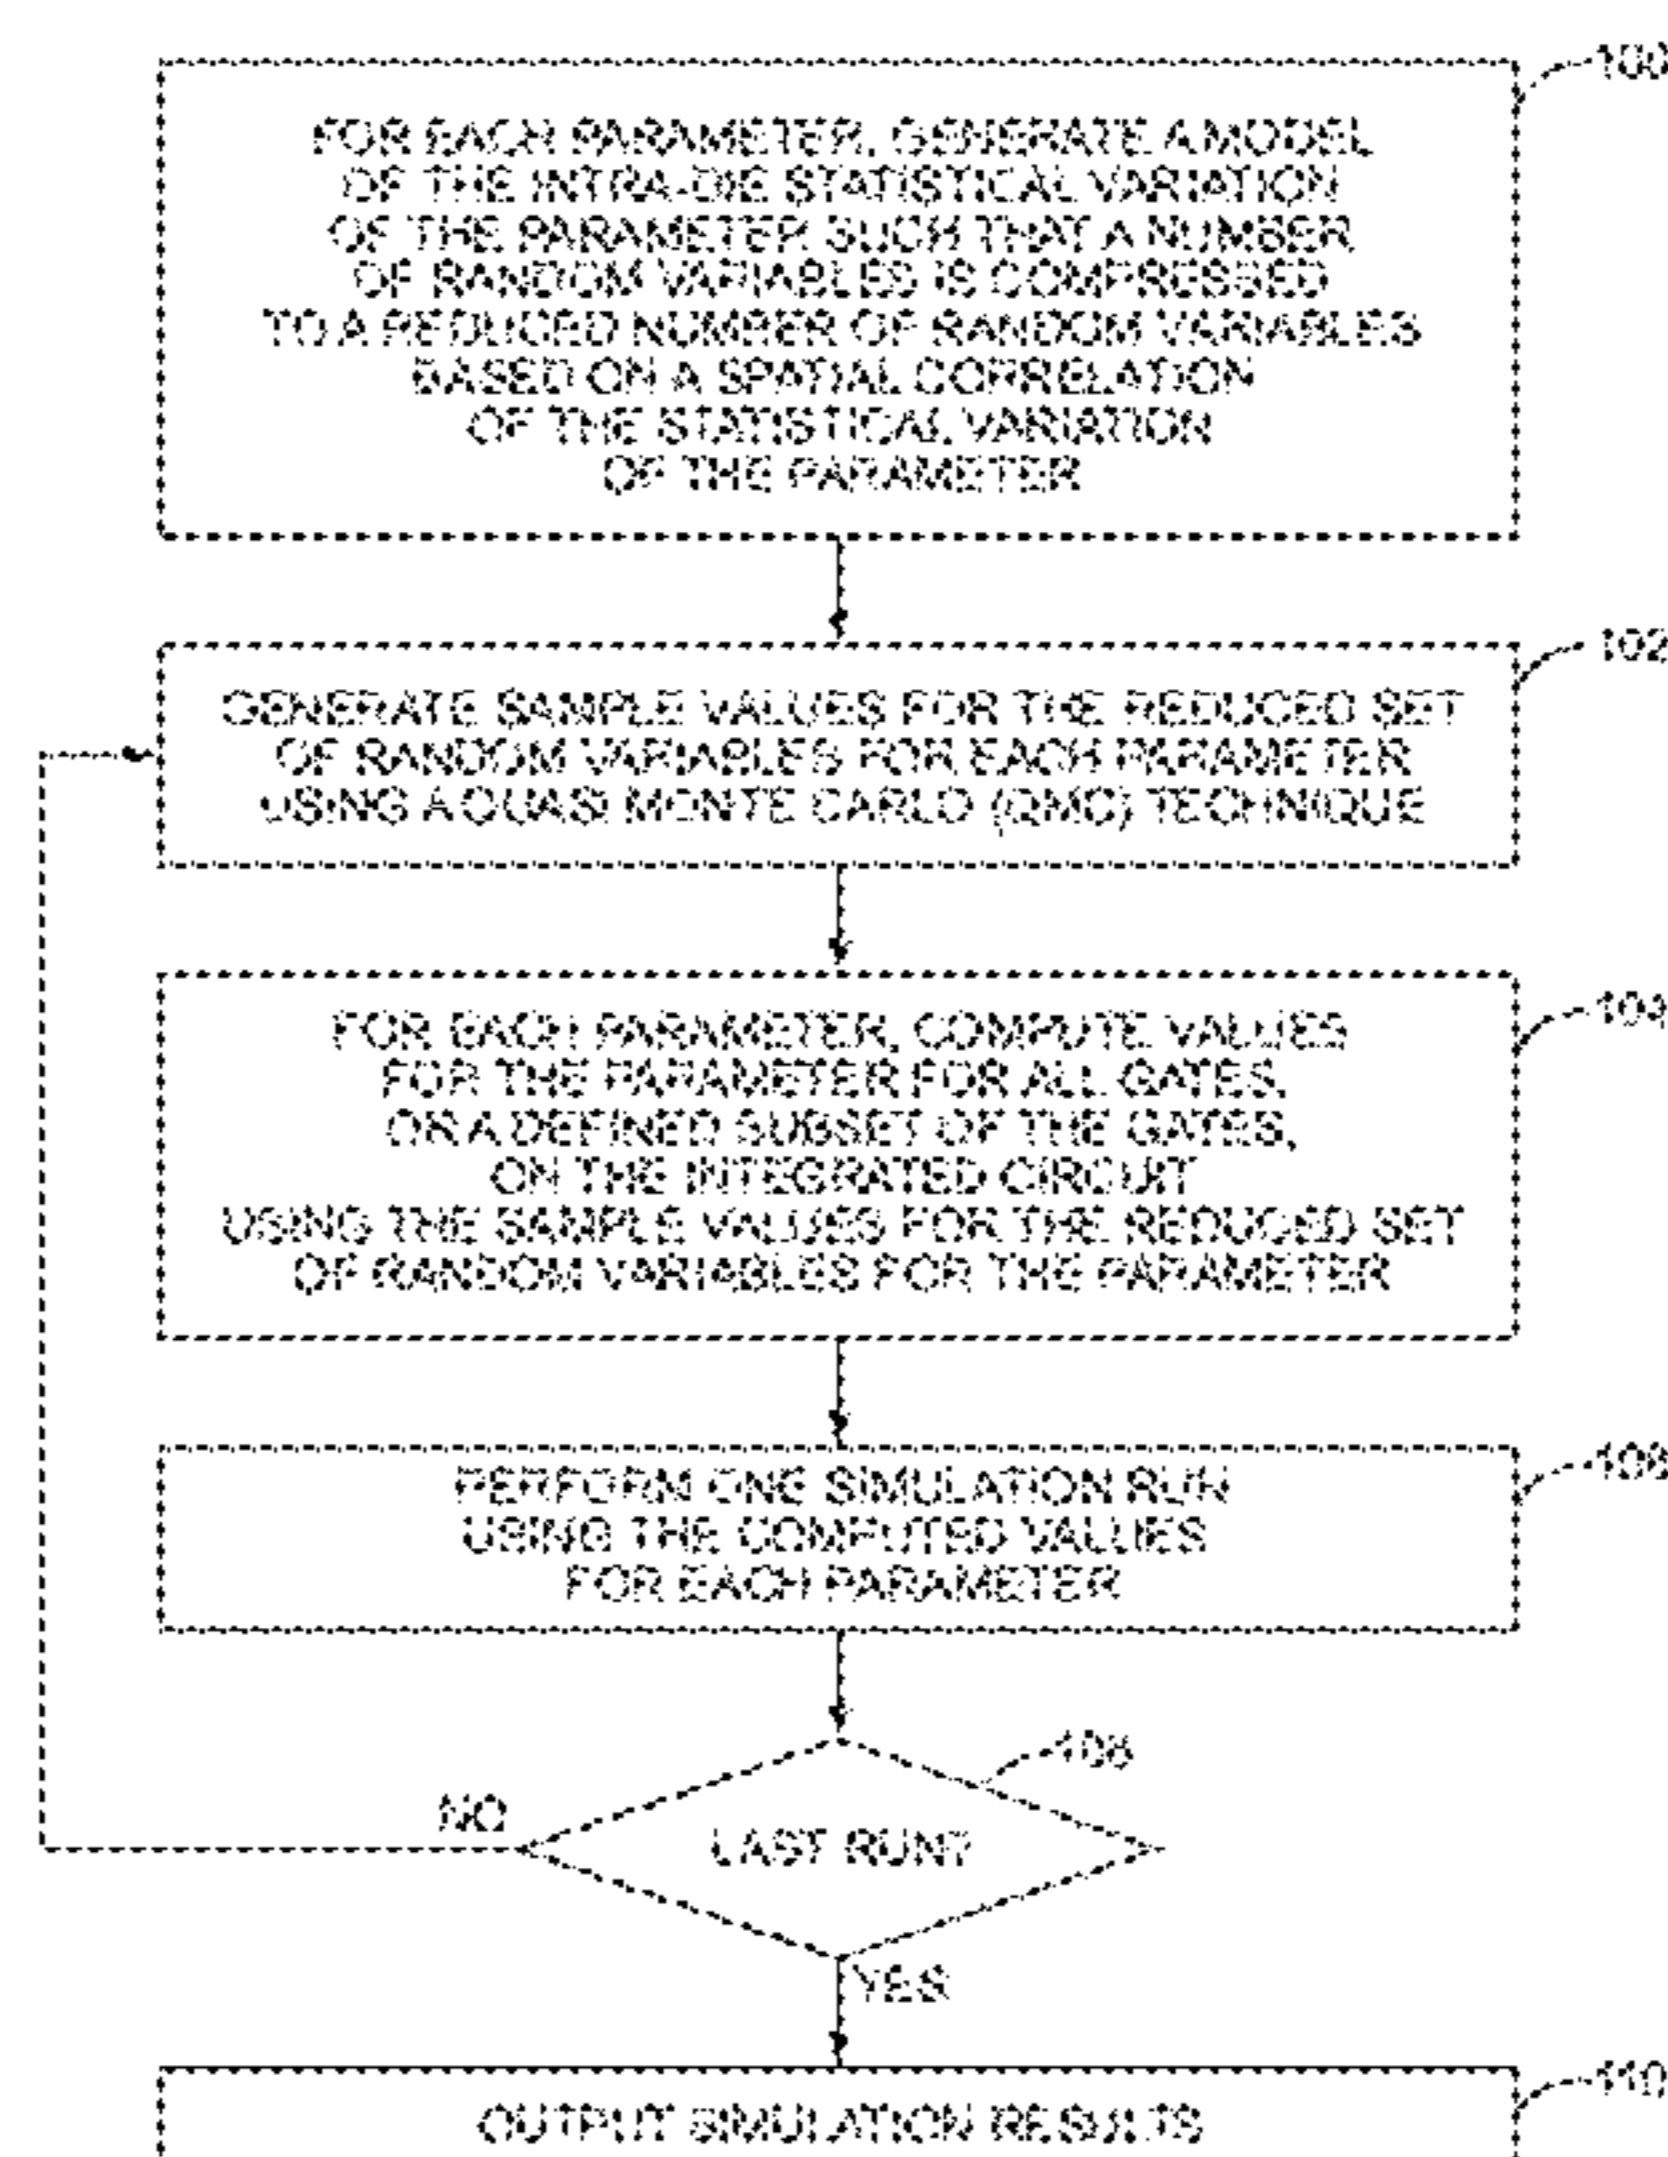 100
FOR EACH PARAMETER, GENERATE A MODEL
OF THE INTRA-DIE STATISTICAL VARIATION
OF THE PARAMETER SUCH THAT A NUMBER
OF RANDOM VARIABLES IS COMPRESSED
TO A REDUCED NUMBER OF RANDOM VARIABLES
BASED ON A SPATIAL CORRELATION
OF THE STATISTICAL VARIATION
OF THE PARAMETER
102
GENERATE SAMPLE VALUES FOR THE REDUCED SET
OF RANDOM VARIABLES FOR EACH PARAMETER
USING A QUASI MONTE CARLO (QMC) TECHNIQUE
104
FOR EACH PARAMETER, COMPUTE VALUES
FOR THE PARAMETER FOR ALL GATES,
OR A DEFINED SUBSET OF THE GATES,
ON THE INTEGRATED CIRCUIT
USING THE SAMPLE VALUES FOR THE REDUCED SET
OF RANDOM VARIABLES FOR THE PARAMETER
106
PERFORM ONE SIMULATION RUN
USING THE COMPUTED VALUES
FOR EACH PARAMETER
108
NO
LAST RUN?
YES
110
OUTPUT SIMULATION RESULTS